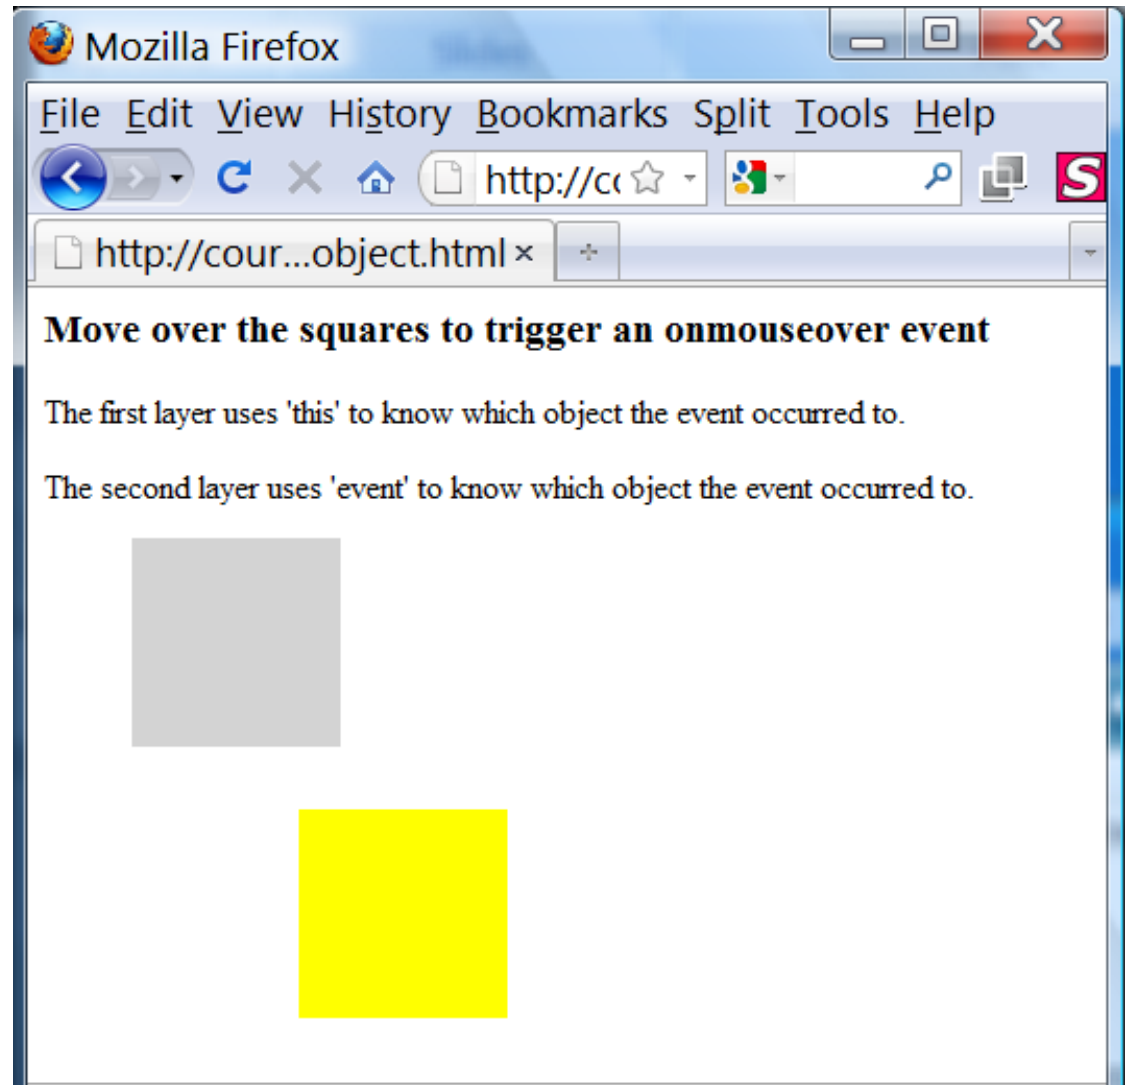 Mozilla Firefox
File Edit View History Bookmarks Split Tools Help
http://co
S
http://cour...object.html
Move over the squares to trigger an onmouseover event
The first layer uses 'this' to know which object the event occurred to.
The second layer uses 'event' to know which object the event occurred to.